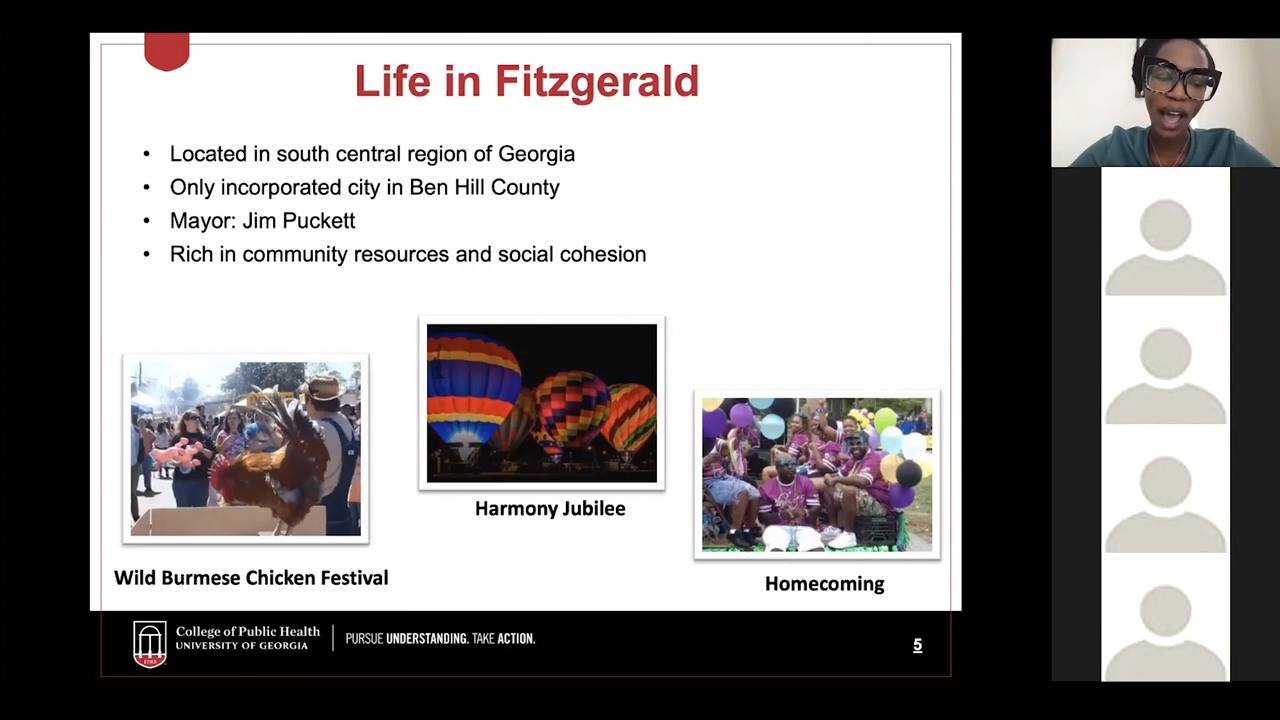 Life in Fitzgerald
• Located in south central region of Georgia
• Only incorporated city in Ben Hill County
• Mayor: Jim Puckett
• Rich in community resources and social cohesion
Harmony Jubilee
Wild Burmese Chicken Festival
Homecoming
College of Public Health
UNIVERSITY OF GEORGIA
PURSUE UNDERSTANDING. TAKE ACTION.
5
1785